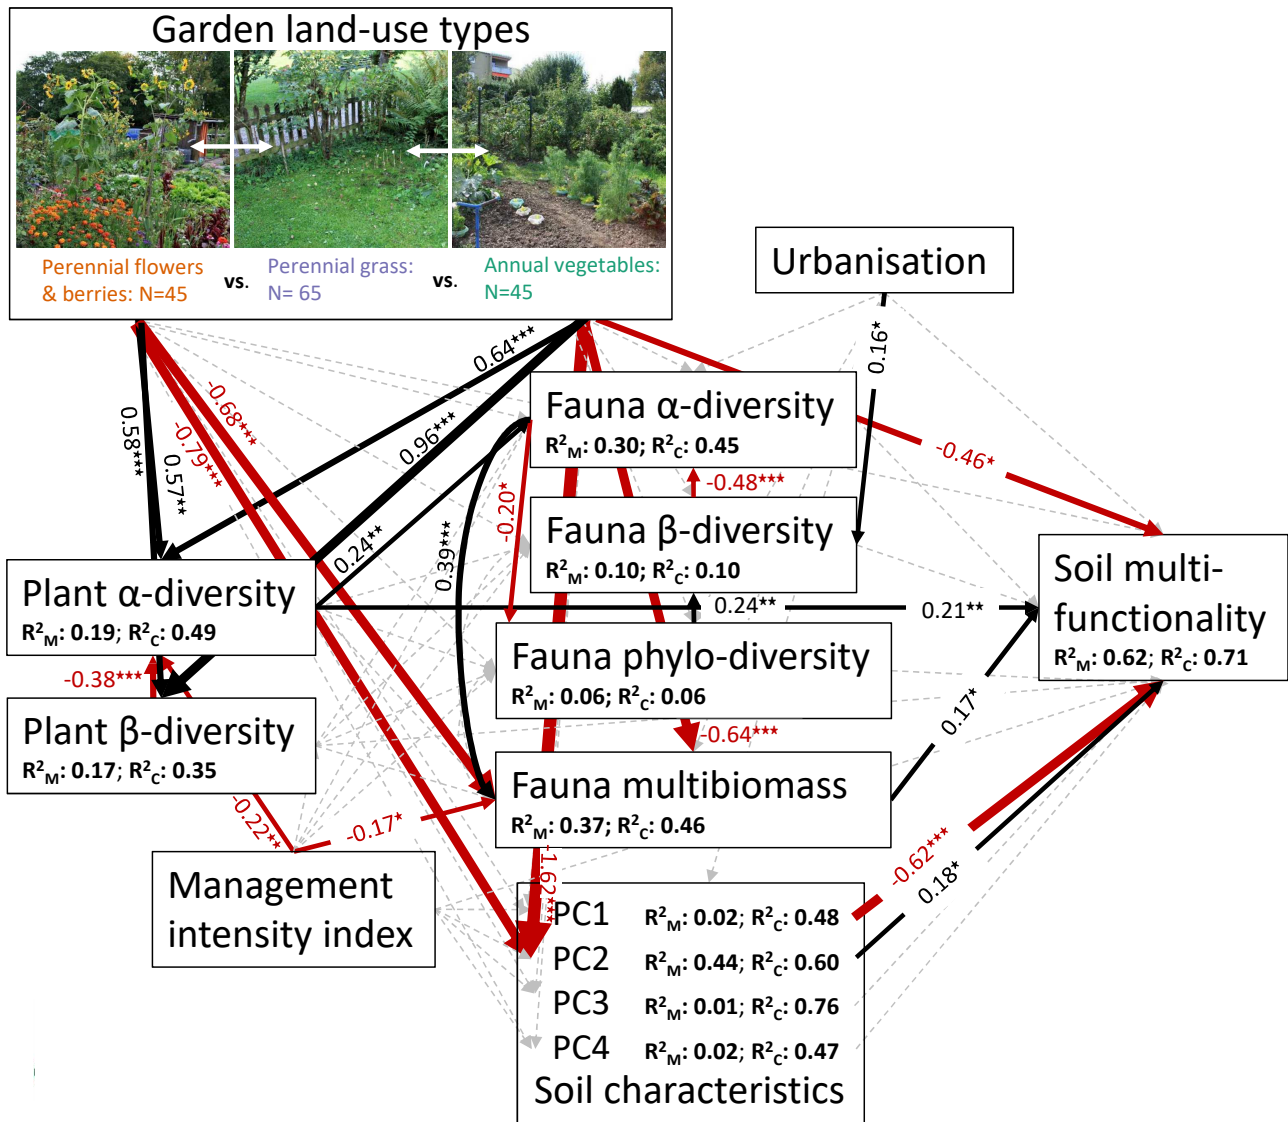 Garden land-use types
Perennial flowers
& berries: N=45
vs.
Perennial grass:
N= 65
vs.
Annual vegetables:
N=45
Urbanisation
0.64***
0.16*
-0.68***
-0.79***
0.96***
0.58***
0.57**
Fauna α-diversity
R²M: 0.30; R²C: 0.45
-0.46*
-0.20*
-0.48***
0.24**
0.39***
Fauna β-diversity
R²M: 0.10; R²C: 0.10
Plant α-diversity
R²M: 0.19; R²C: 0.49
0.24**
0.21**
Soil multi-
functionality
R²M: 0.62; R²C: 0.71
Fauna phylo-diversity
R²M: 0.06; R²C: 0.06
-0.38***
Plant β-diversity
R²M: 0.17; R²C: 0.35
-0.64***
0.17*
Fauna multibiomass
R²M: 0.37; R²C: 0.46
-0.22**
-0.17*
-1.62***
-0.62***
0.18*
Management
intensity index
PC1 R²M: 0.02; R²C: 0.48
PC2 R²M: 0.44; R²C: 0.60
PC3 R²M: 0.01; R²C: 0.76
PC4 R²M: 0.02; R²C: 0.47
Soil characteristics